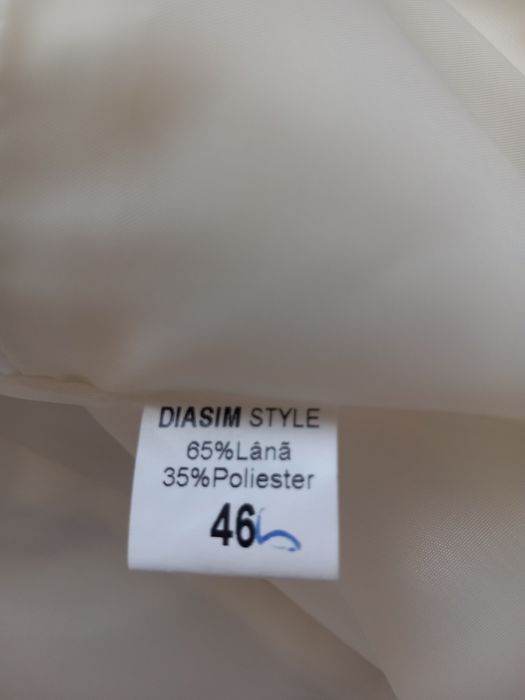 DIASIM STYLE
65%Lânã
35%Poliester
46